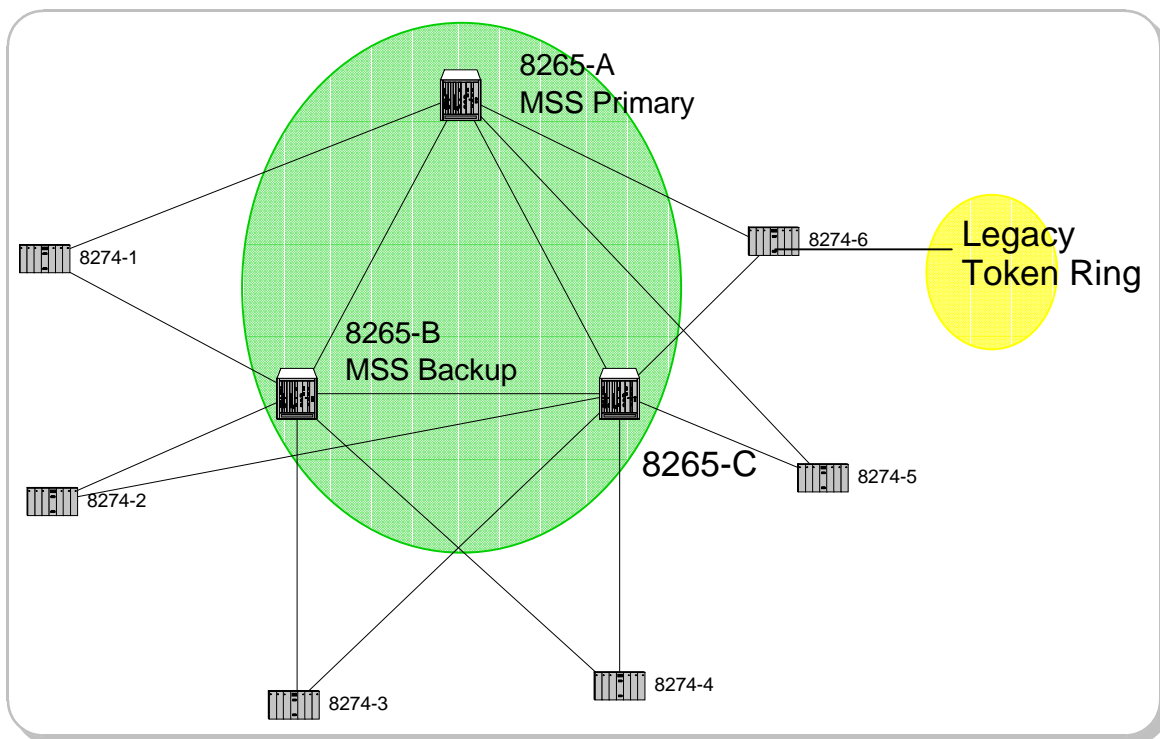 8265-A
MSS Primary
8274-1
8274-6
Legacy
Token Ring
8265-B
MSS Backup
8265-C
8274-5
8274-2
8274-3
8274-4